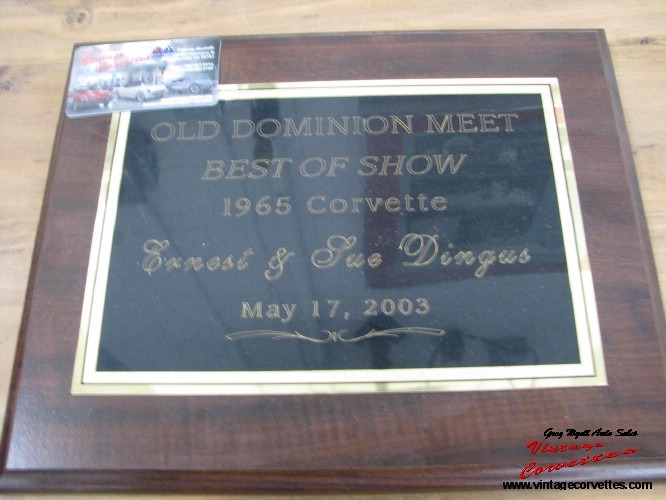 OLD DOMINION MEET
BEST OF SHOW
1965 Corvette
Ernest & Sue Dingus
May 17, 2003
Greg Wyatt Auto Sales
Vintage
Corvettes
www.vintagecorvettes.com